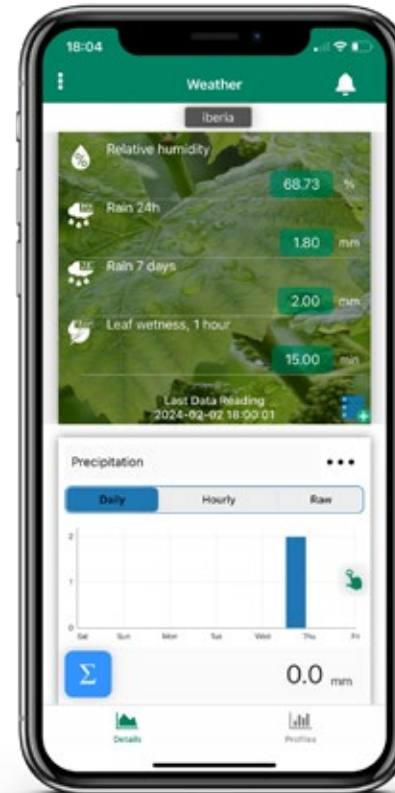 18:04
Weather
iberia
Relative humidity
68.73 %
Rain 24h
1.80 mm
Rain 7 days
2.00 mm
Leaf wetness, 1 hour
15.00 min
Last Data Reading
2024-02-02 18:00:01
Precipitation
Daily Hourly Raw
2
1
0
Sat Sun Mon Tue Wed Thu Fri
Σ 0.0 mm
Details Profiles